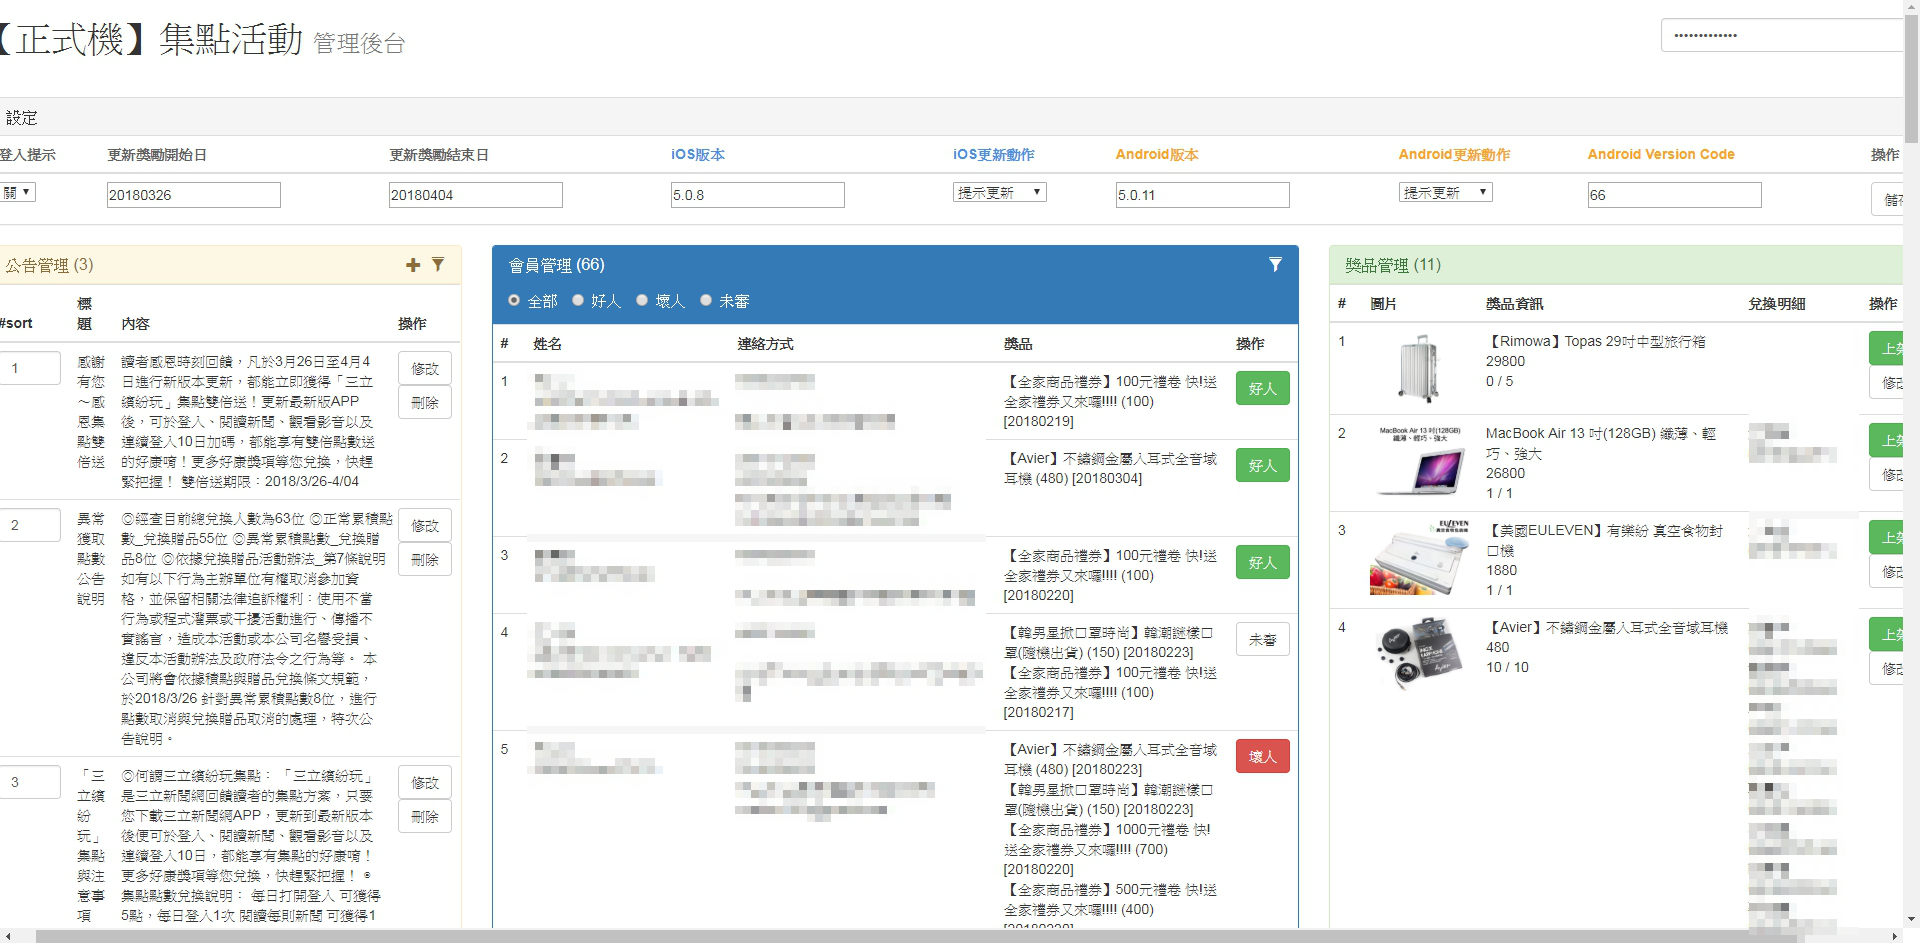 【正式機】集點活動 管理後台
•••••••••••••
設定
登入提示 更新獎勵開始日 更新獎勵結束日 iOS版本 iOS更新動作 Android版本 Android更新動作 Android Version Code 操作
關 20180326 20180404 5.0.8 提示更新 5.0.11 提示更新 66
公告管理 (3)
#sort 標題 內容 操作
1
感謝
有您
～感
恩集
點雙
倍送
讀者感恩時刻回饋，凡於3月26日至4月4
日進行新版本更新，都能立即獲得「三立
繽紛玩」集點雙倍送！更新最新版APP
後，可於登入、閱讀新聞、觀看影音以及
連續登入10日加碼，都能享有雙倍點數送
的好康唷！更多好康獎項等您兌換，快趕
緊把握！ 雙倍送期限：2018/3/26-4/04
修改
刪除
2
異常
獲取
點數
公告
說明
◎經查目前總兌換人數為63位 ◎正常累積點
數_兌換贈品55位 ◎異常累積點數_兌換贈
品8位 ◎依據兌換贈品活動辦法_第7條說明
如有以下行為主辦單位有權取消參加資
格，並保留相關法律追訴權利：使用不當
行為或程式灌票或干擾活動進行、傳播不
實謠言，造成本活動或本公司名譽受損、
違反本活動辦法及政府法令之行為等。 本
公司將會依據積點與贈品兌換條文規範，
於2018/3/26 針對異常累積點數8位，進行
點數取消與兌換贈品取消的處理，特次公
告說明。
修改
刪除
3
「三
立繽
紛
玩」
集點
與注
意事
項
◎何謂三立繽紛玩集點： 「三立繽紛玩」
是三立新聞網回饋讀者的集點方案，只要
您下載三立新聞網APP，更新到最新版本
後便可於登入、閱讀新聞、觀看影音以及
連續登入10日，都能享有集點的好康唷！
更多好康獎項等您兌換，快趕緊把握！ ◎
集點點數兌換說明： 每日打開登入 可獲得
5點，每日登入1次 閱讀每則新聞 可獲得1
修改
刪除
會員管理 (66)
全部 好人 壞人 未審
# 姓名 連絡方式 獎品 操作
1
【全家商品禮券】100元禮卷 快!送
全家禮券又來囉!!!! (100)
[20180219]
好人
2
【Avier】不鏽鋼金屬入耳式全音域
耳機 (480) [20180304]
好人
3
【全家商品禮券】100元禮卷 快!送
全家禮券又來囉!!!! (100)
[20180220]
好人
4
【韓男星掀口罩時尚】韓潮謎樣口
罩(隨機出貨) (150) [20180223]
【全家商品禮券】100元禮卷 快!送
全家禮券又來囉!!!! (100)
[20180217]
未審
5
【Avier】不鏽鋼金屬入耳式全音域
耳機 (480) [20180223]
【韓男星掀口罩時尚】韓潮謎樣口
罩(隨機出貨) (150) [20180223]
【全家商品禮券】1000元禮卷 快!
送全家禮券又來囉!!!! (700)
[20180220]
【全家商品禮券】500元禮卷 快!送
全家禮券又來囉!!!! (400)
壞人
獎品管理 (11)
# 圖片 獎品資訊 兌換明細 操作
1
【Rimowa】Topas 29吋中型旅行箱
29800
0 / 5
上架
修改
2
MacBook Air 13 吋(128GB)
纖薄、輕巧、強大
MacBook Air 13 吋(128GB) 纖薄、輕
巧、強大
26800
1 / 1
上架
修改
3
EULEVEN
【美國EULEVEN】有樂紛 真空食物封
口機
1880
1 / 1
上架
修改
4
【Avier】不鏽鋼金屬入耳式全音域耳機
480
10 / 10
上架
修改